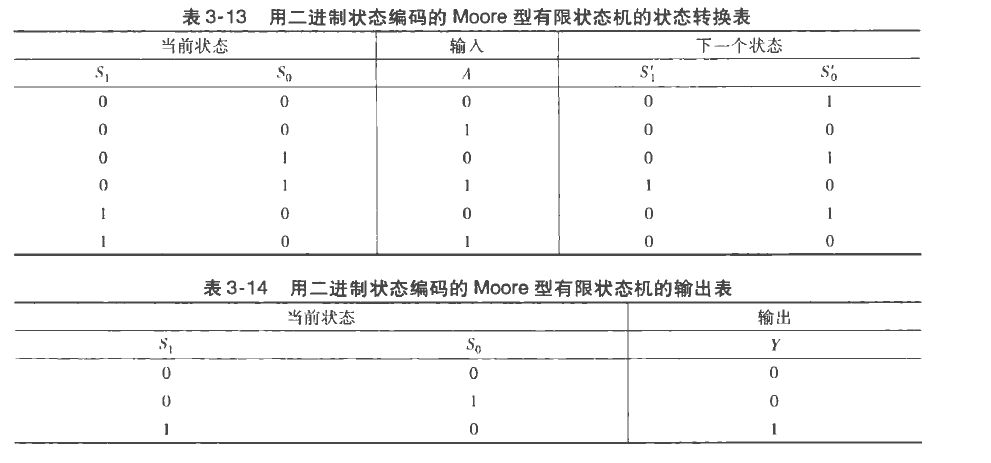 表 3-13 用二进制状态编码的 Moore 型有限状态机的状态转换表
当前状态 输入 下一个状态
S₁ S₀ A S′₁ S′₀
0 0 0 0 1
0 0 1 0 0
0 1 0 0 1
0 1 1 1 0
1 0 0 0 1
1 0 1 0 0
表 3-14 用二进制状态编码的 Moore 型有限状态机的输出表
当前状态 输出
S₁ S₀ Y
0 0 0
0 1 0
1 0 1